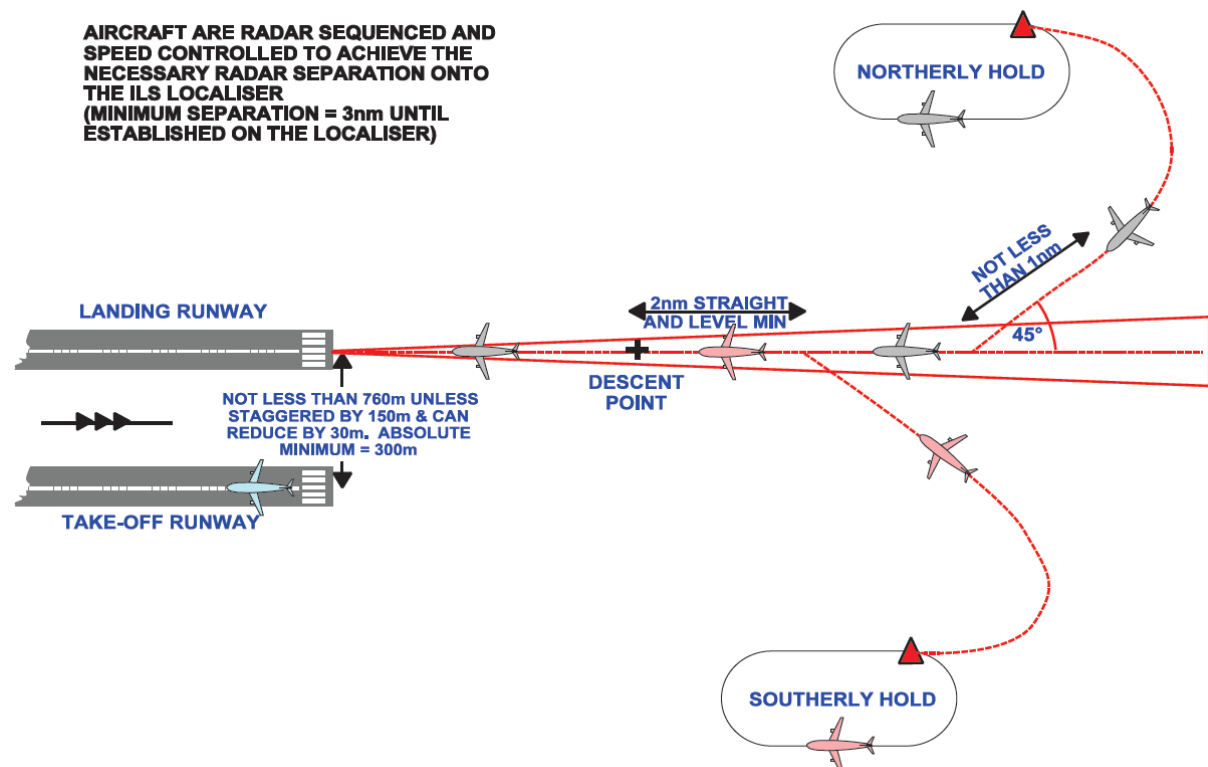 AIRCRAFT ARE RADAR SEQUENCED AND
SPEED CONTROLLED TO ACHIEVE THE
NECESSARY RADAR SEPARATION ONTO
THE ILS LOCALISER
(MINIMUM SEPARATION = 3nm UNTIL
ESTABLISHED ON THE LOCALISER)
NORTHERLY HOLD
NOT LESS
THAN 1nm
45°
LANDING RUNWAY
2nm STRAIGHT
AND LEVEL MIN
DESCENT
POINT
NOT LESS THAN 760m UNLESS
STAGGERED BY 150m & CAN
REDUCE BY 30m. ABSOLUTE
MINIMUM = 300m
TAKE-OFF RUNWAY
SOUTHERLY HOLD